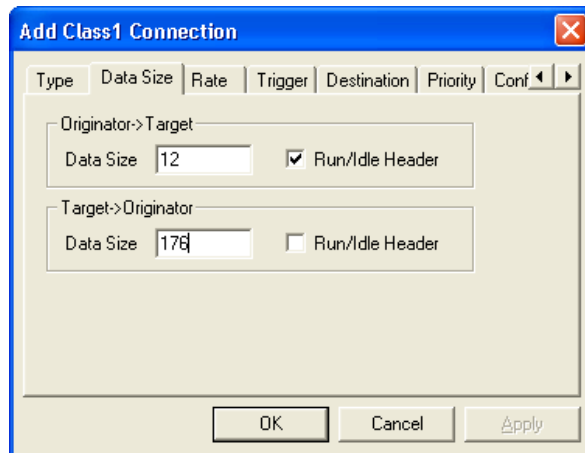 Add Class1 Connection
Type Data Size Rate Trigger Destination Priority Conf
Originator->Target
Data Size 12 Run/Idle Header
Target->Originator
Data Size 176 Run/Idle Header
OK Cancel Apply